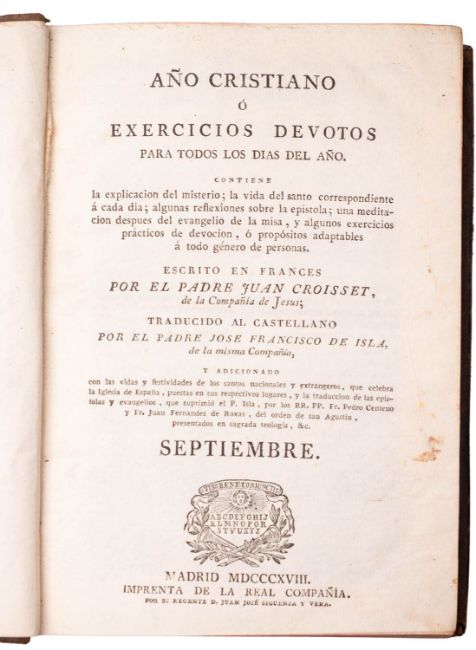 AÑO CRISTIANO
Ó
EXERCICIOS DEVOTOS
PARA TODOS LOS DIAS DEL AÑO.
CONTIENE
la explicacion del misterio; la vida del santo correspondiente
á cada dia; algunas reflexiones sobre la epistola; una medita-
cion despues del evangelio de la misa, y algunos exercicios
prácticos de devocion, ó propósitos adaptables
á todo género de personas.
ESCRITO EN FRANCES
POR EL PADRE JUAN CROISSET,
de la Compañía de Jesus;
TRADUCIDO AL CASTELLANO
POR EL PADRE JOSE FRANCISCO DE ISLA,
de la misma Compañia,
Y ADICIONADO
con las vidas y festividades de los santos nacionales y extrangeros, que celebra
la Iglesia de España, puestas en sus respectivos lugares, y la traduccion de las epís-
tolas y evangelios, que suprimió el P. Isla, por los RR. PP. Fr. Pedro Centeno
y Fr. Juan Fernandez de Roxas, del orden de san Agustin,
presentados en sagrada teología, &c.
SEPTIEMBRE.
ABCDEFGHIJ
KLMNOPQR
STVUXYZ
MADRID MDCCCXVIII.
IMPRENTA DE LA REAL COMPAÑIA.
POR SU REGENTE D. JUAN JOSÉ SIGUENZA Y VERA.